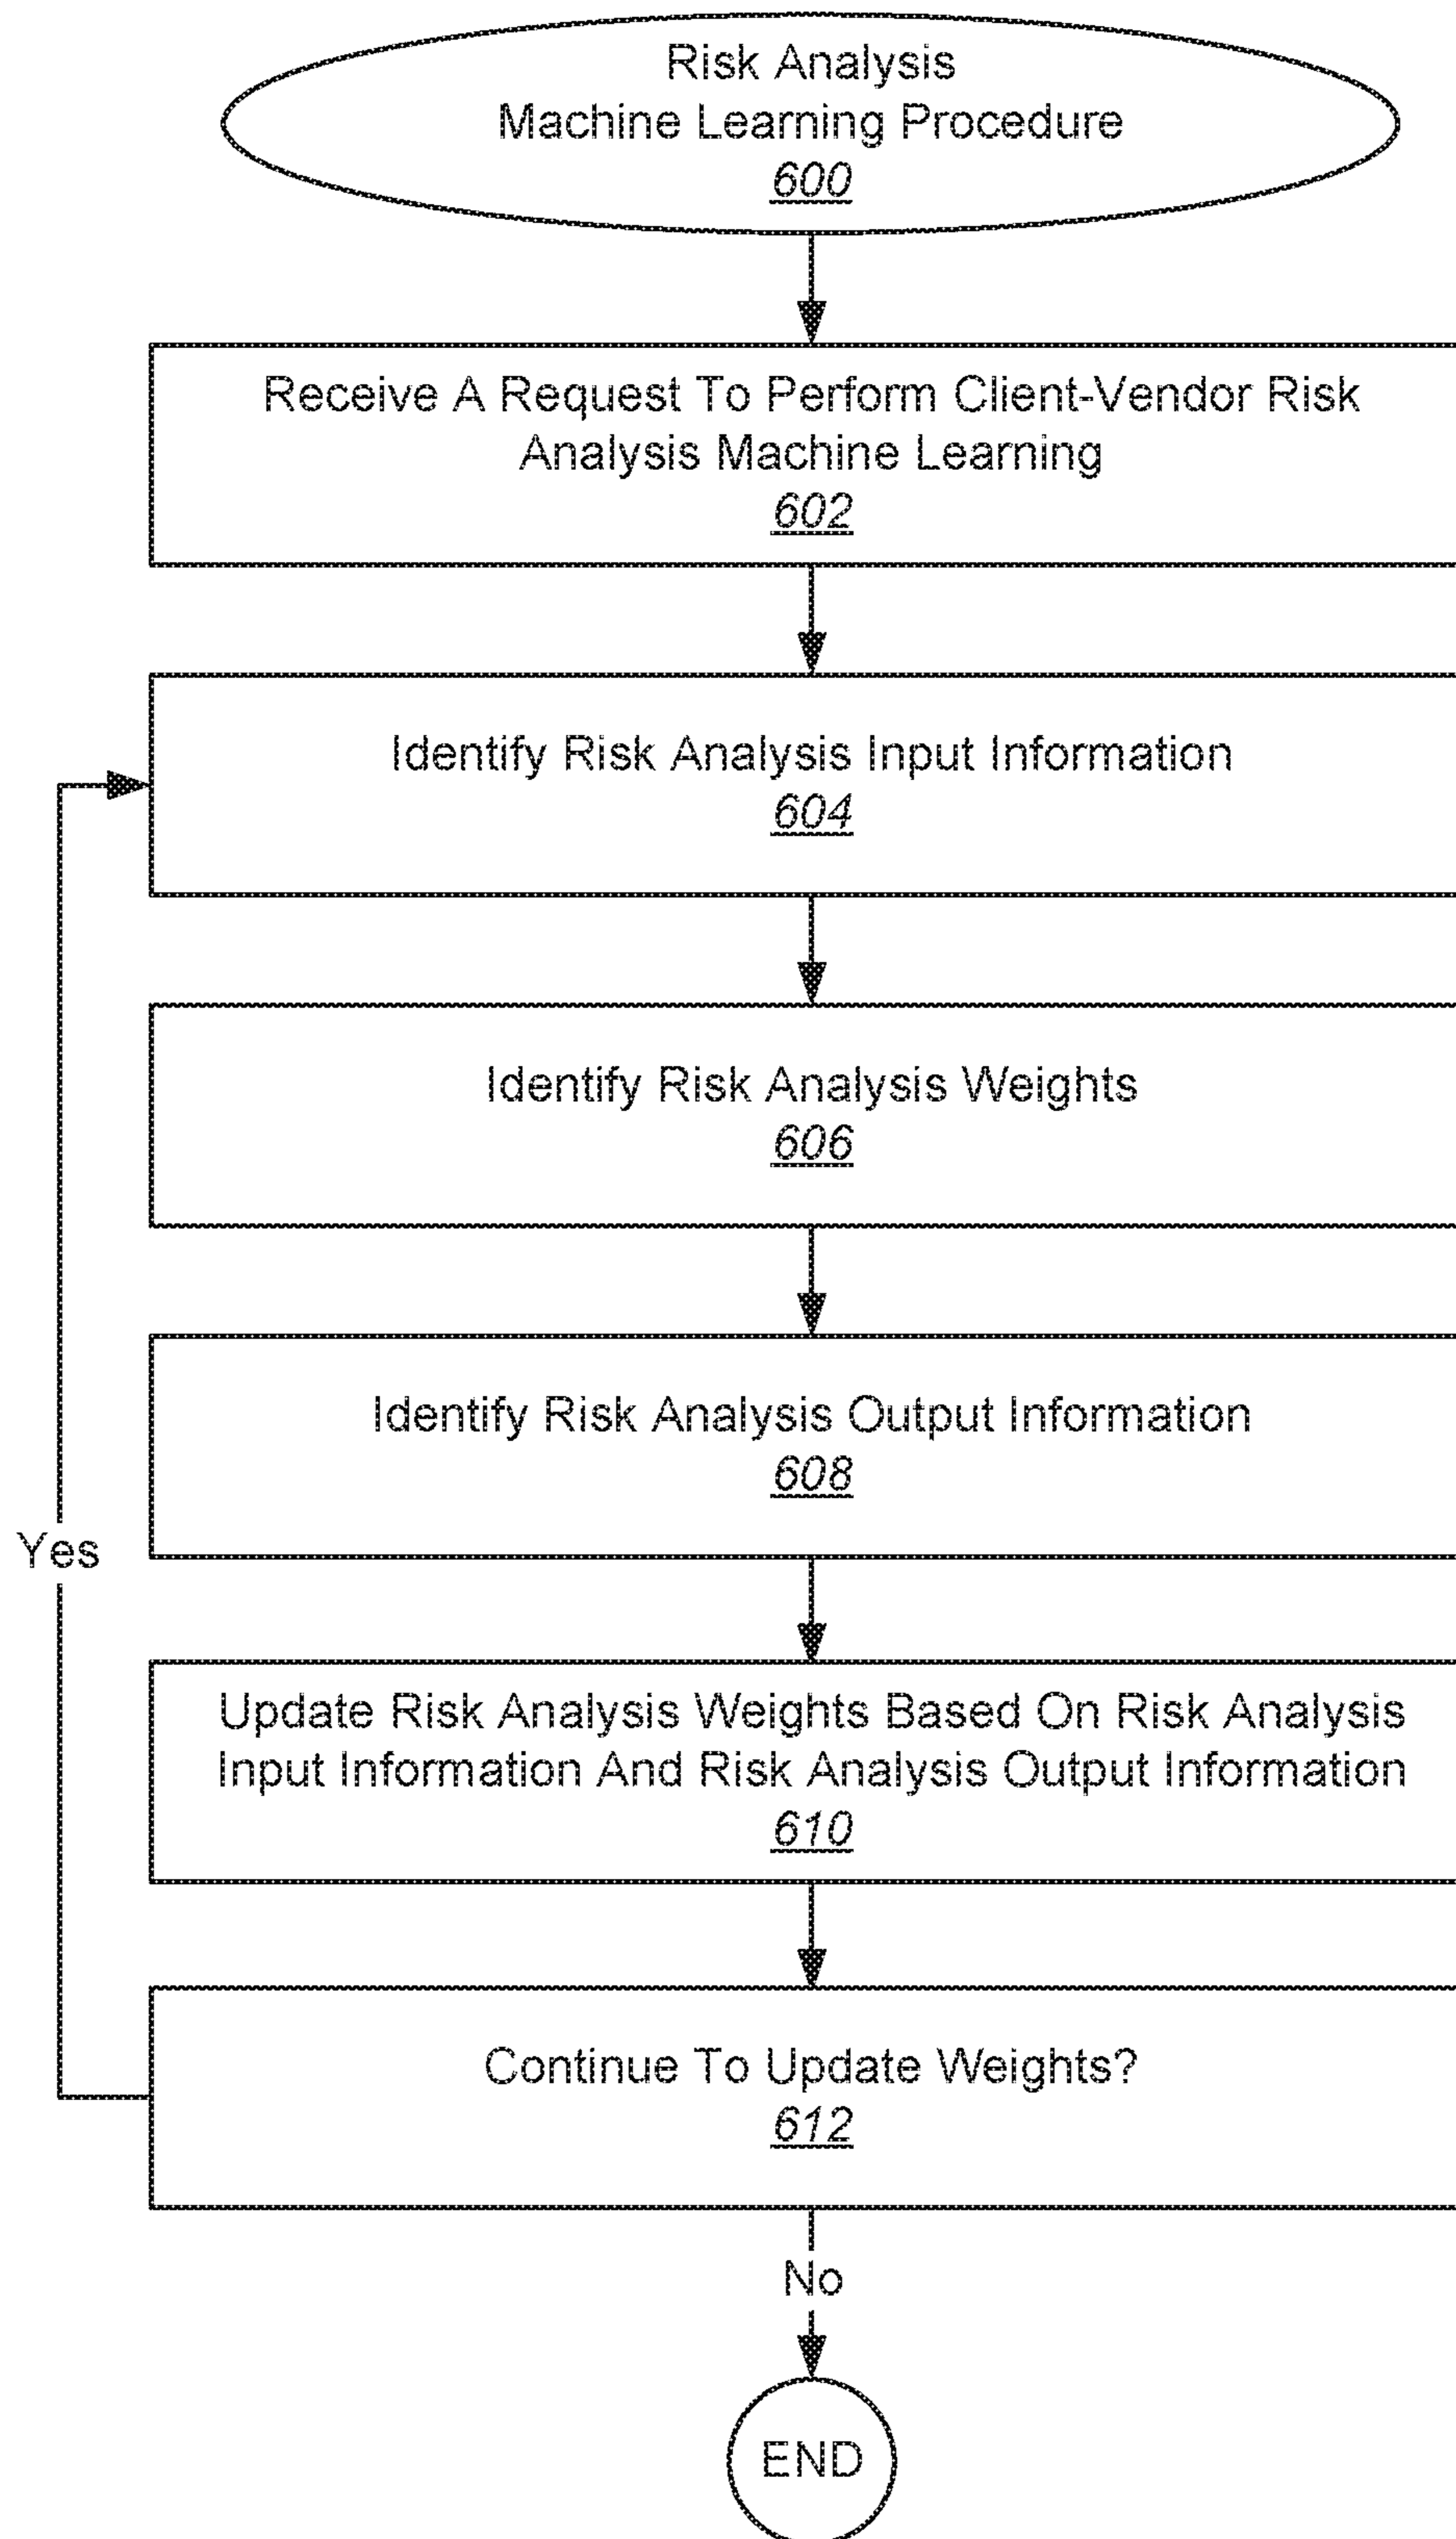 Risk Analysis
Machine Learning Procedure
600
Receive A Request To Perform Client-Vendor Risk
Analysis Machine Learning
602
Identify Risk Analysis Input Information
604
Identify Risk Analysis Weights
606
Identify Risk Analysis Output Information
608
Yes
Update Risk Analysis Weights Based On Risk Analysis
Input Information And Risk Analysis Output Information
610
Continue To Update Weights?
612
No
END